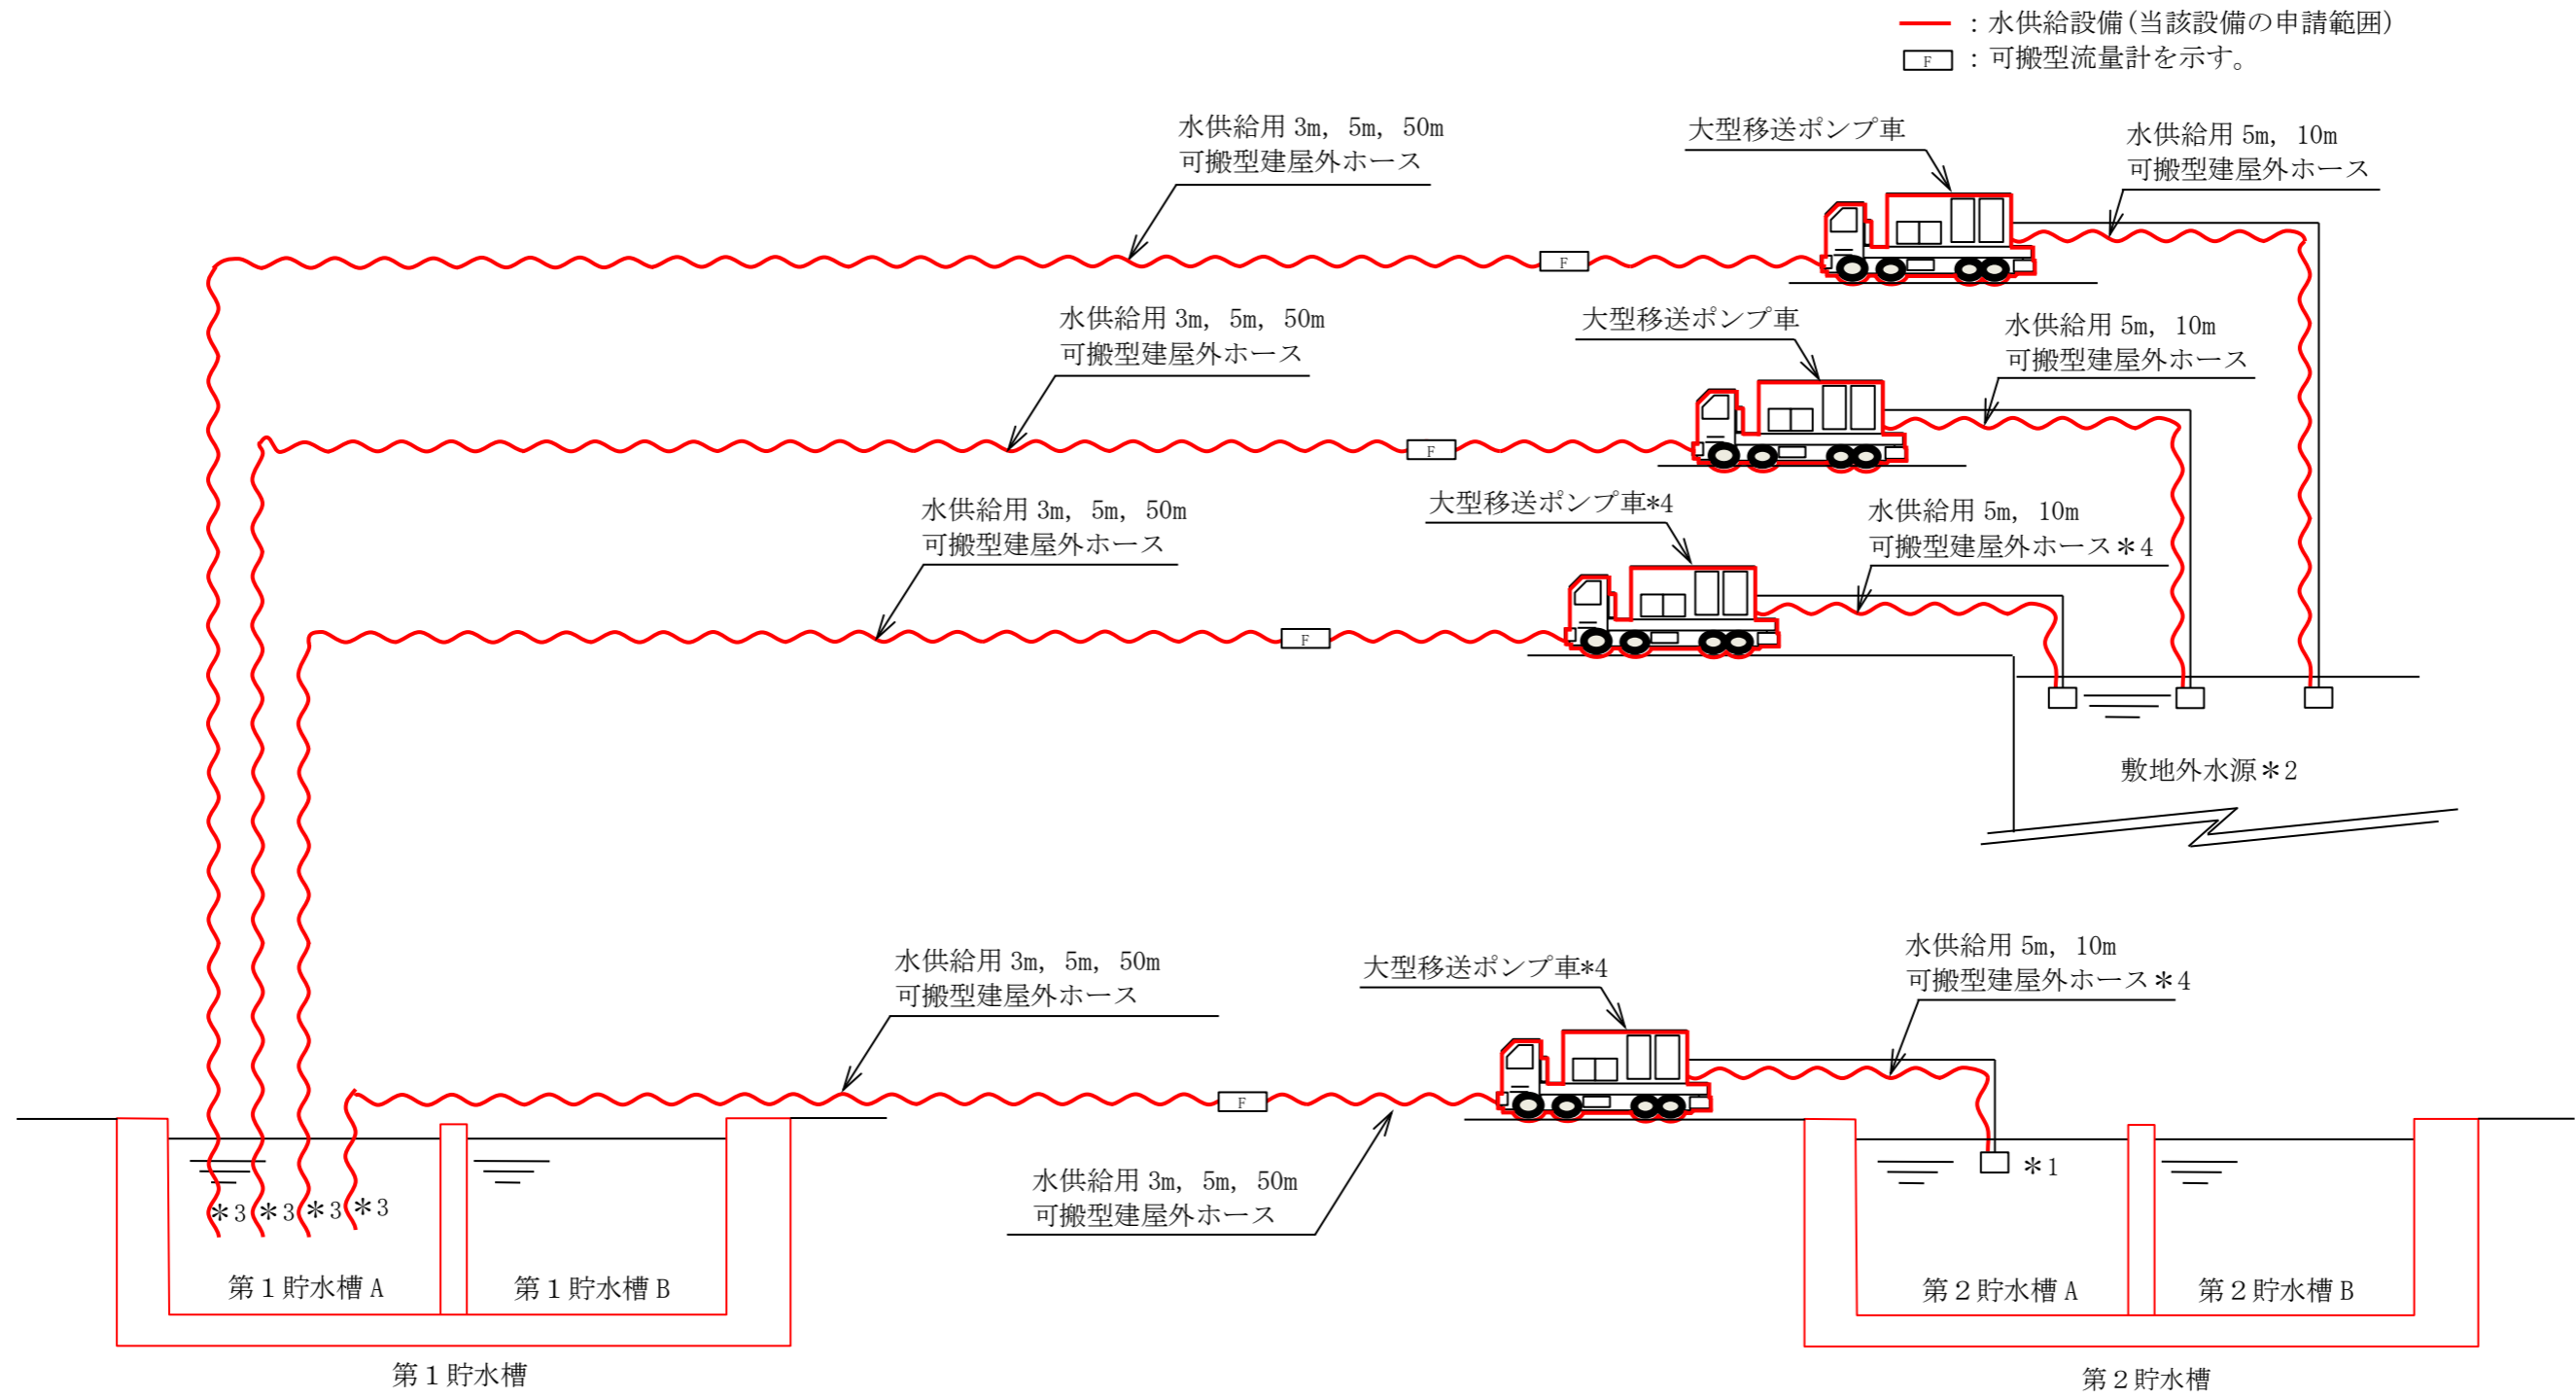 ：水供給設備(当該設備の申請範囲)
F ：可搬型流量計を示す。
水供給用 3m, 5m, 50m
可搬型建屋外ホース
大型移送ポンプ車
水供給用 5m, 10m
可搬型建屋外ホース
F
水供給用 3m, 5m, 50m
可搬型建屋外ホース
大型移送ポンプ車
水供給用 5m, 10m
可搬型建屋外ホース
F
水供給用 3m, 5m, 50m
可搬型建屋外ホース
大型移送ポンプ車*4
水供給用 5m, 10m
可搬型建屋外ホース＊4
F
敷地外水源＊2
水供給用 3m, 5m, 50m
可搬型建屋外ホース
大型移送ポンプ車*4
水供給用 5m, 10m
可搬型建屋外ホース＊4
F
水供給用 3m, 5m, 50m
可搬型建屋外ホース
＊1
＊3 ＊3 ＊3 ＊3
第１貯水槽 A
第１貯水槽 B
第２貯水槽 A
第２貯水槽 B
第１貯水槽
第２貯水槽